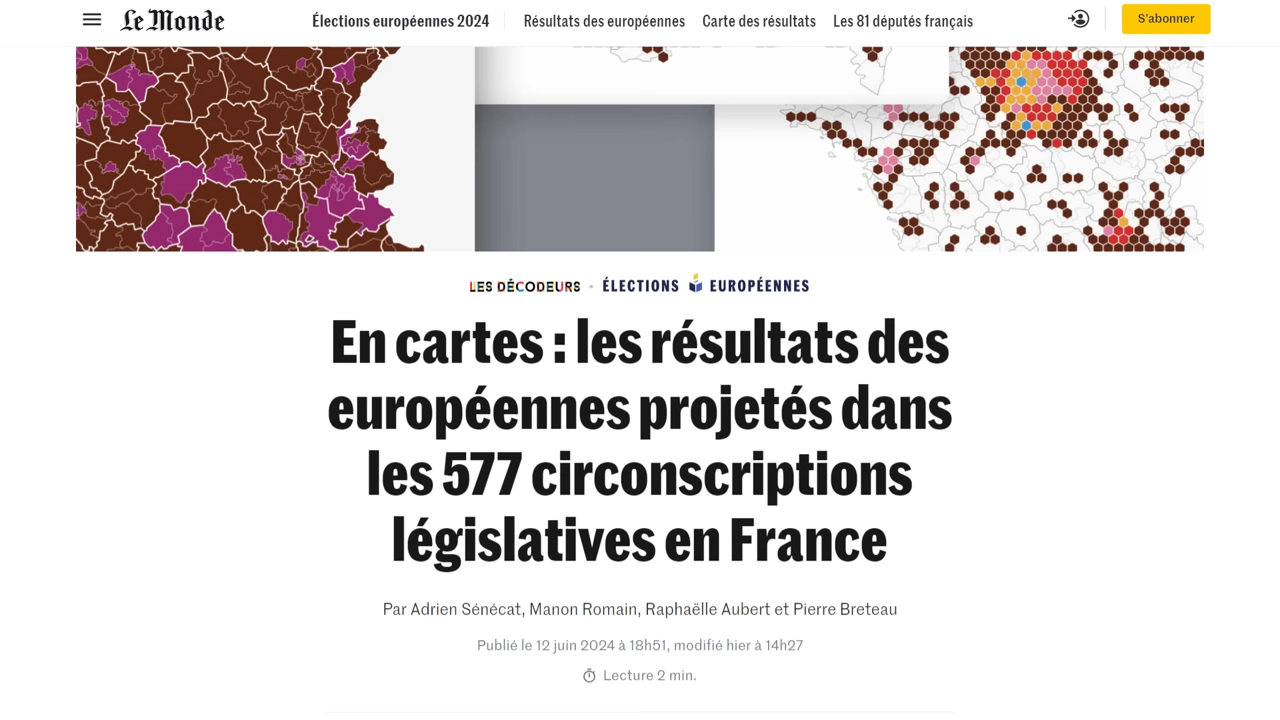 Le Monde
Élections européennes 2024
Résultats des européennes
Carte des résultats
Les 81 députés français
S'abonner
LES DÉCODEURS • ÉLECTIONS EUROPÉENNES
En cartes : les résultats des
européennes projetés dans
les 577 circonscriptions
législatives en France
Par Adrien Sénécat, Manon Romain, Raphaëlle Aubert et Pierre Breteau
Publié le 12 juin 2024 à 18h51, modifié hier à 14h27
Lecture 2 min.